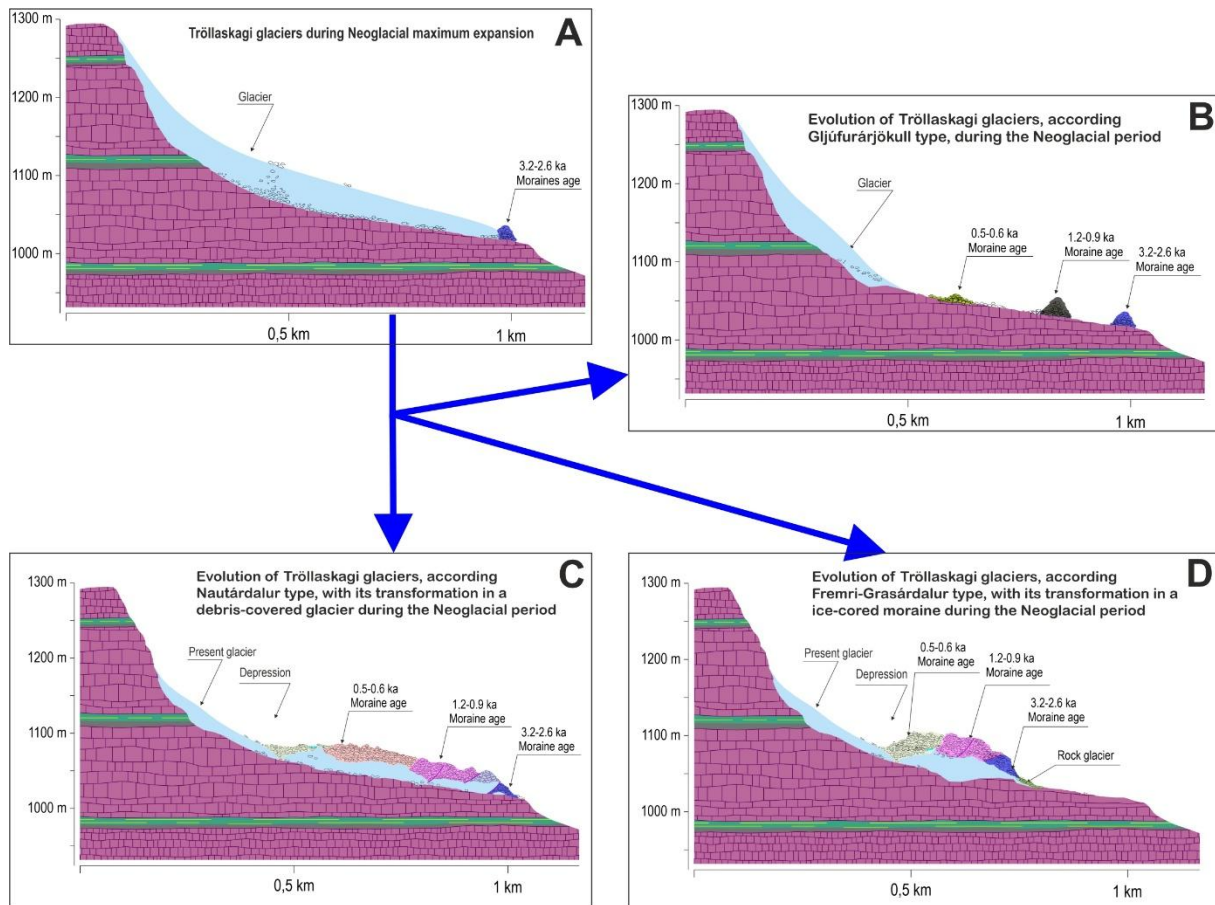 A
Tröllaskagi glaciers during Neoglacial maximum expansion
1300 m
1200 m
1100 m
1000 m
Glacier
3.2-2.6 ka
Moraines age
0,5 km
1 km
B
Evolution of Tröllaskagi glaciers, according
Gljúfurárjökull type, during the Neoglacial period
1300 m
1200 m
1100 m
1000 m
Glacier
0.5-0.6 ka
Moraine age
1.2-0.9 ka
Moraine age
3.2-2.6 ka
Moraine age
0,5 km
1 km
C
Evolution of Tröllaskagi glaciers, according
Nautárdalur type, with its transformation in a
debris-covered glacier during the Neoglacial period
1300 m
1200 m
1100 m
1000 m
Present glacier
Depression
0.5-0.6 ka
Moraine age
1.2-0.9 ka
Moraine age
3.2-2.6 ka
Moraine age
0,5 km
1 km
D
Evolution of Tröllaskagi glaciers, according
Fremri-Grasárdalur type, with its transformation in a
ice-cored moraine during the Neoglacial period
1300 m
1200 m
1100 m
1000 m
Present glacier
Depression
0.5-0.6 ka
Moraine age
1.2-0.9 ka
Moraine age
3.2-2.6 ka
Moraine age
Rock glacier
0,5 km
1 km